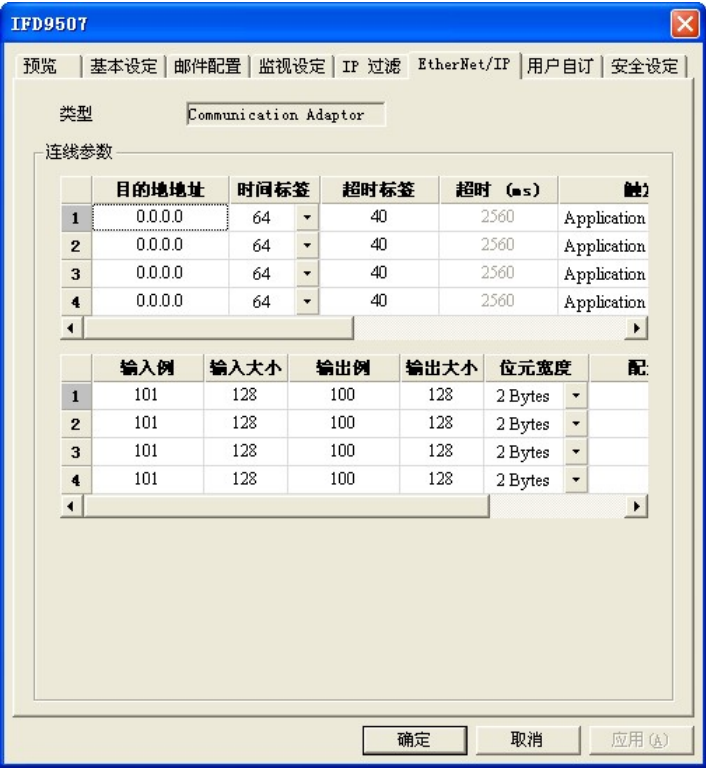 IFD9507
预览 基本设定 邮件配置 监视设定 IP 过滤 EtherNet/IP 用户自订 安全设定
类型 Communication Adaptor
连线参数
目的地地址 时间标签 超时标签 超时 (ms)
1 0.0.0.0 64 40 2560 Application
2 0.0.0.0 64 40 2560 Application
3 0.0.0.0 64 40 2560 Application
4 0.0.0.0 64 40 2560 Application
输入例 输入大小 输出例 输出大小 位元宽度
1 101 128 100 128 2 Bytes
2 101 128 100 128 2 Bytes
3 101 128 100 128 2 Bytes
4 101 128 100 128 2 Bytes
确定 取消 应用(A)